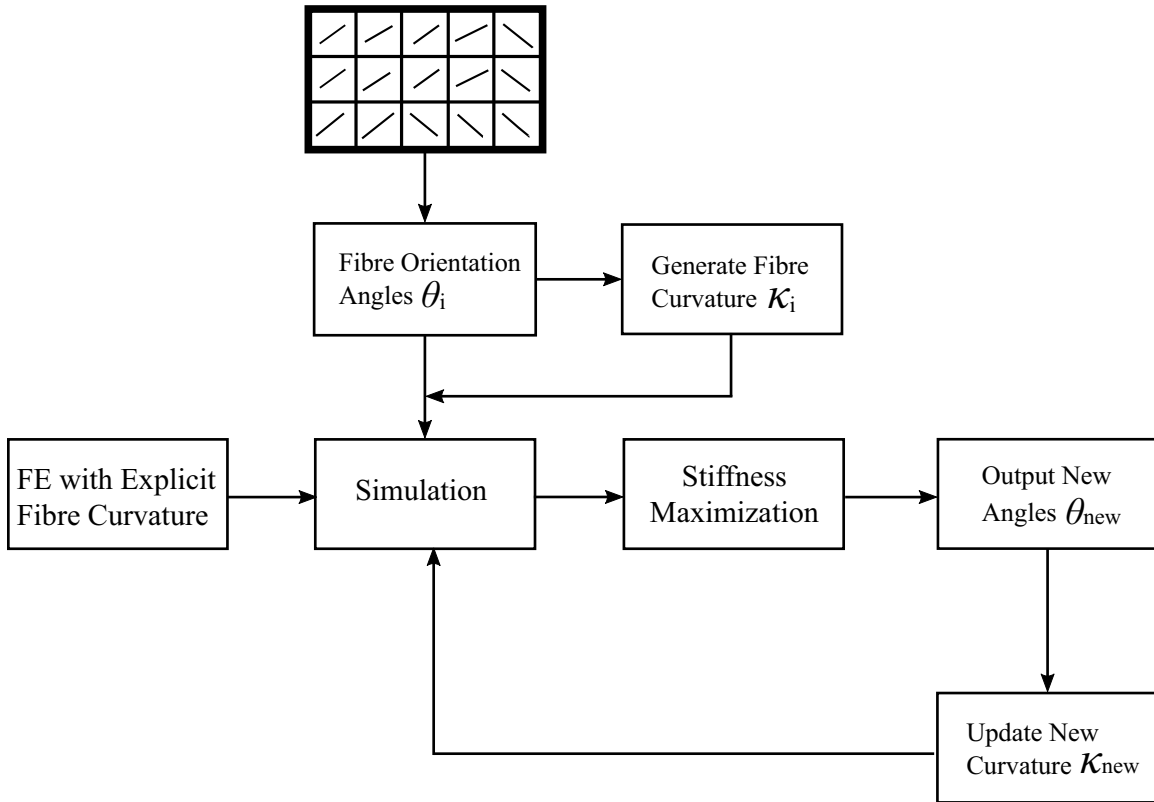 Fibre Orientation
Angles θi
Generate Fibre
Curvature κi
FE with Explicit
Fibre Curvature
Simulation
Stiffness
Maximization
Output New
Angles θnew
Update New
Curvature κnew